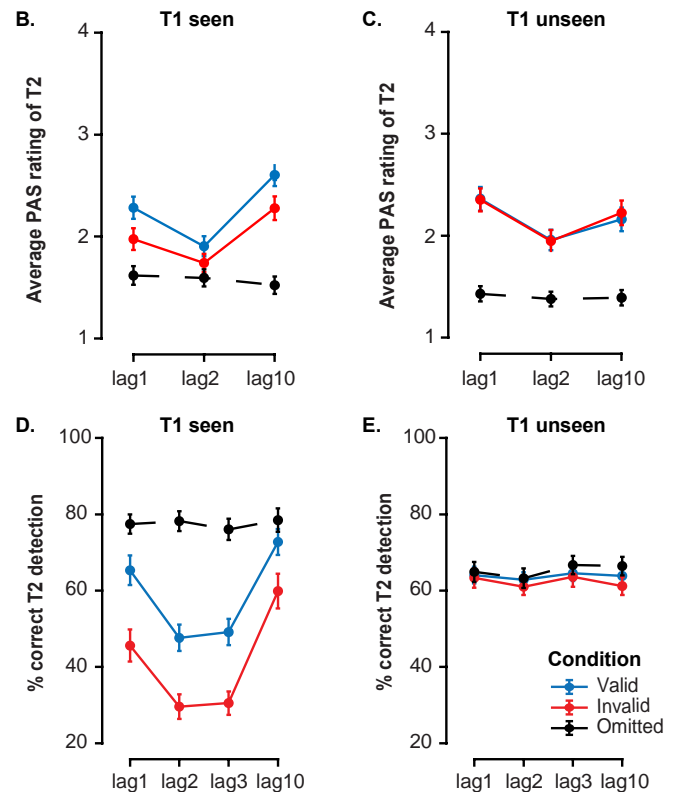 B.
T1 seen
Average PAS rating of T2
4
3
2
1
lag1 lag2 lag10
C.
T1 unseen
Average PAS rating of T2
4
3
2
1
lag1 lag2 lag10
D.
T1 seen
% correct T2 detection
100
80
60
40
20
lag1 lag2 lag3 lag10
E.
T1 unseen
% correct T2 detection
100
80
60
40
20
lag1 lag2 lag3 lag10
Condition
Valid
Invalid
Omitted